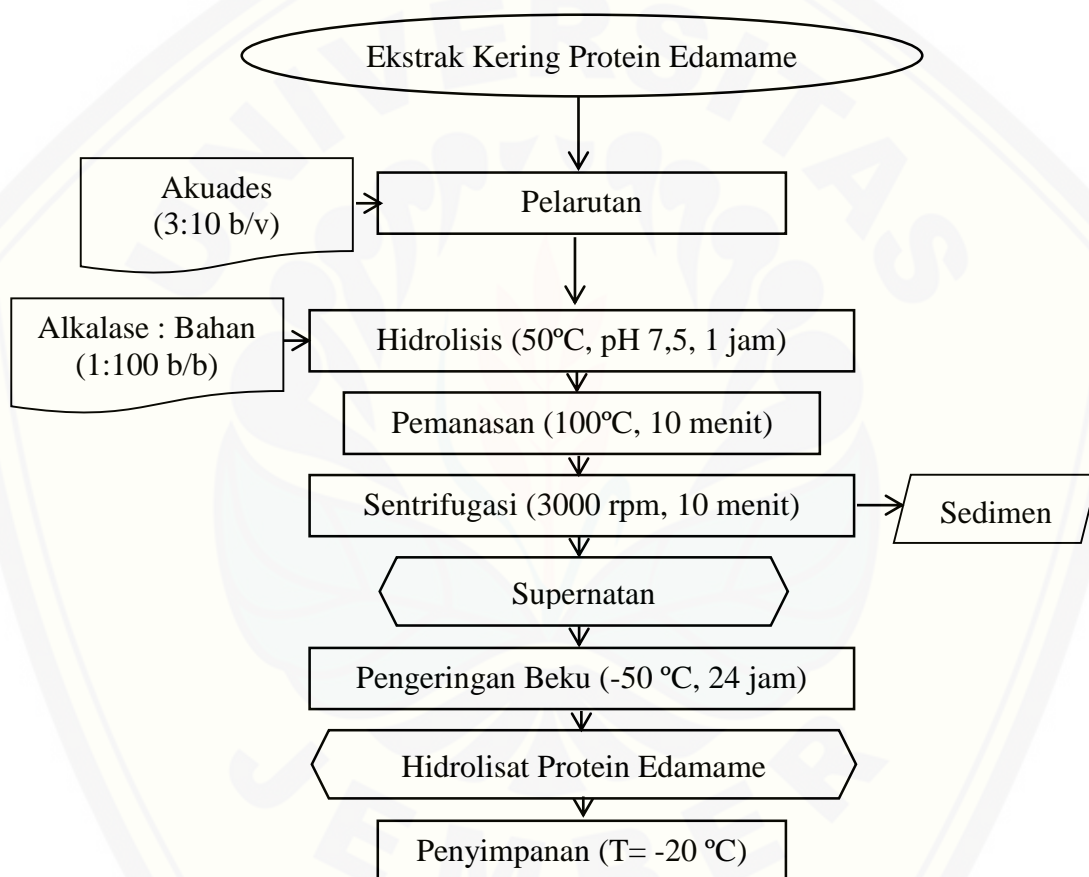 Ekstrak Kering Protein Edamame
Akuades
(3:10 b/v)
Pelarutan
Alkalase : Bahan
(1:100 b/b)
Hidrolisis (50ºC, pH 7,5, 1 jam)
Pemanasan (100ºC, 10 menit)
Sentrifugasi (3000 rpm, 10 menit)
Sedimen
Supernatan
Pengeringan Beku (-50 ºC, 24 jam)
Hidrolisat Protein Edamame
Penyimpanan (T= -20 ºC)
UNIVERSITAS
JEMBER